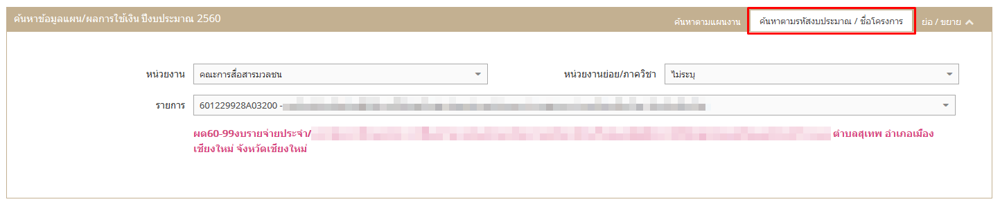 ค้นหาข้อมูลแผน/ผลการใช้เงิน ปีงบประมาณ 2560
ค้นหาตามแผนงาน ค้นหาตามรหัสงบประมาณ / ชื่อโครงการ ย่อ / ขยาย
หน่วยงาน คณะการสื่อสารมวลชน หน่วยงานย่อย/ภาควิชา ไม่ระบุ
รายการ 601229928A03200 -
ผด60-99งบรายจ่ายประจำ/ ตำบลสุเทพ อำเภอเมือง
เชียงใหม่ จังหวัดเชียงใหม่